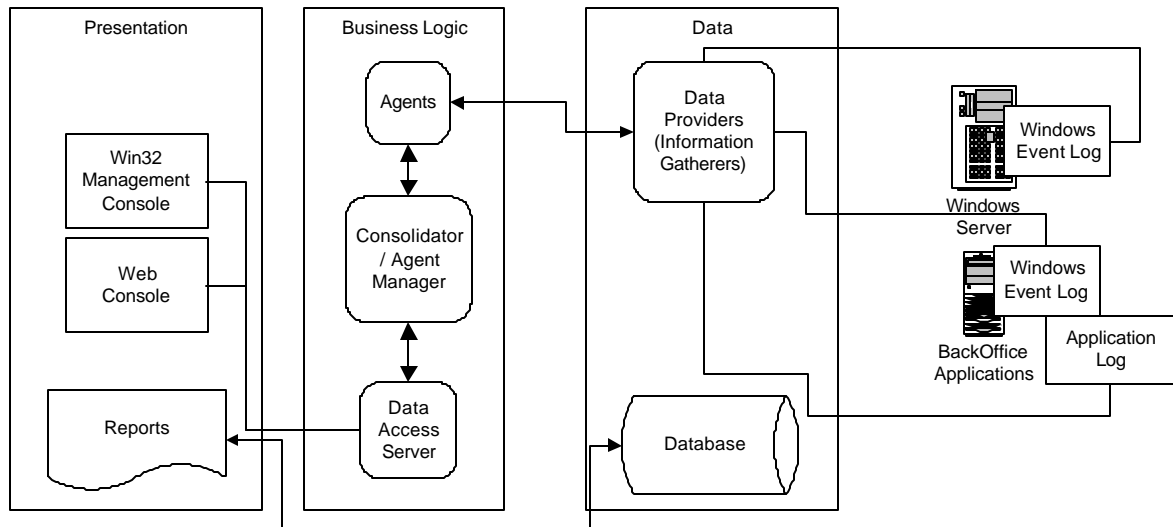 Presentation
Business Logic
Data
Win32
Management
Console
Web
Console
Reports
Agents
Consolidator
/ Agent
Manager
Data
Access
Server
Data
Providers
(Information
Gatherers)
Database
Windows
Event Log
Windows
Server
Windows
Event Log
BackOffice
Applications
Application
Log